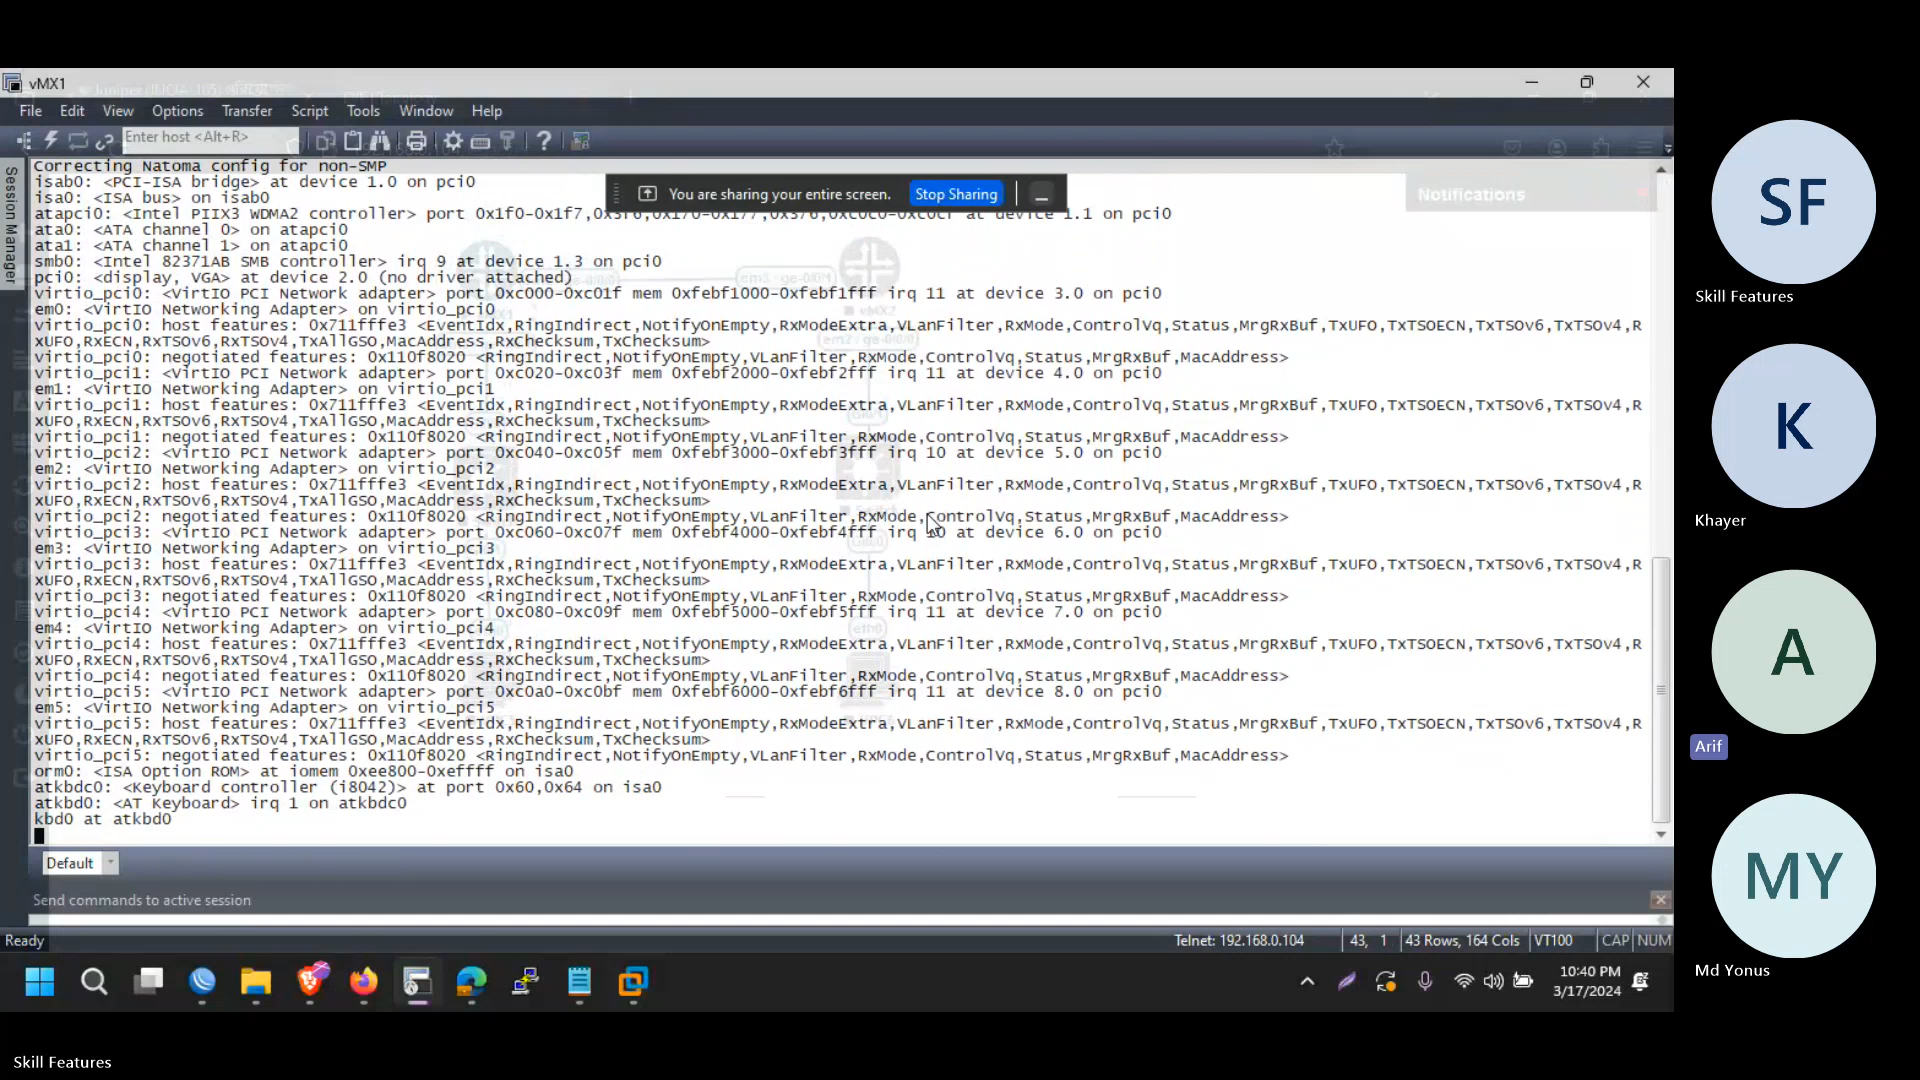 vMX1
File Edit View Options Transfer Script Tools Window Help
Enter host <Alt+R>
Session Manager
Correcting Natoma config for non-SMP
isab0: <PCI-ISA bridge> at device 1.0 on pci0
You are sharing your entire screen. Stop Sharing
Notifications
isa0: <ISA bus> on isab0
atapci0: <Intel PIIX3 WDMA2 controller> port 0x1f0-0x1f7,0x3f6,0x170-0x177,0x376,0xc0c0-0xc0cf at device 1.1 on pci0
ata0: <ATA channel 0> on atapci0
ata1: <ATA channel 1> on atapci0
smb0: <Intel 82371AB SMB controller> irq 9 at device 1.3 on pci0
pci0: <display, VGA> at device 2.0 (no driver attached)
virtio_pci0: <VirtIO PCI Network adapter> port 0xc000-0xc01f mem 0xfebf1000-0xfebf1fff irq 11 at device 3.0 on pci0
em0: <VirtIO Networking Adapter> on virtio_pci0
virtio_pci0: host features: 0x711fffe3 <EventIdx,RingIndirect,NotifyOnEmpty,RxModeExtra,VLanFilter,RxMode,ControlVq,Status,MrgRxBuf,TxUFO,TxTSOECN,TxTSOv6,TxTSOv4,R
xUFO,RxECN,RxTSOv6,RxTSOv4,TxAllGSO,MacAddress,RxChecksum,TxChecksum>
virtio_pci0: negotiated features: 0x110f8020 <RingIndirect,NotifyOnEmpty,VLanFilter,RxMode,ControlVq,Status,MrgRxBuf,MacAddress>
virtio_pci1: <VirtIO PCI Network adapter> port 0xc020-0xc03f mem 0xfebf2000-0xfebf2fff irq 11 at device 4.0 on pci0
em1: <VirtIO Networking Adapter> on virtio_pci1
virtio_pci1: host features: 0x711fffe3 <EventIdx,RingIndirect,NotifyOnEmpty,RxModeExtra,VLanFilter,RxMode,ControlVq,Status,MrgRxBuf,TxUFO,TxTSOECN,TxTSOv6,TxTSOv4,R
xUFO,RxECN,RxTSOv6,RxTSOv4,TxAllGSO,MacAddress,RxChecksum,TxChecksum>
virtio_pci1: negotiated features: 0x110f8020 <RingIndirect,NotifyOnEmpty,VLanFilter,RxMode,ControlVq,Status,MrgRxBuf,MacAddress>
virtio_pci2: <VirtIO PCI Network adapter> port 0xc040-0xc05f mem 0xfebf3000-0xfebf3fff irq 10 at device 5.0 on pci0
em2: <VirtIO Networking Adapter> on virtio_pci2
virtio_pci2: host features: 0x711fffe3 <EventIdx,RingIndirect,NotifyOnEmpty,RxModeExtra,VLanFilter,RxMode,ControlVq,Status,MrgRxBuf,TxUFO,TxTSOECN,TxTSOv6,TxTSOv4,R
xUFO,RxECN,RxTSOv6,RxTSOv4,TxAllGSO,MacAddress,RxChecksum,TxChecksum>
virtio_pci2: negotiated features: 0x110f8020 <RingIndirect,NotifyOnEmpty,VLanFilter,RxMode,ControlVq,Status,MrgRxBuf,MacAddress>
virtio_pci3: <VirtIO PCI Network adapter> port 0xc060-0xc07f mem 0xfebf4000-0xfebf4fff irq 10 at device 6.0 on pci0
em3: <VirtIO Networking Adapter> on virtio_pci3
virtio_pci3: host features: 0x711fffe3 <EventIdx,RingIndirect,NotifyOnEmpty,RxModeExtra,VLanFilter,RxMode,ControlVq,Status,MrgRxBuf,TxUFO,TxTSOECN,TxTSOv6,TxTSOv4,R
xUFO,RxECN,RxTSOv6,RxTSOv4,TxAllGSO,MacAddress,RxChecksum,TxChecksum>
virtio_pci3: negotiated features: 0x110f8020 <RingIndirect,NotifyOnEmpty,VLanFilter,RxMode,ControlVq,Status,MrgRxBuf,MacAddress>
virtio_pci4: <VirtIO PCI Network adapter> port 0xc080-0xc09f mem 0xfebf5000-0xfebf5fff irq 11 at device 7.0 on pci0
em4: <VirtIO Networking Adapter> on virtio_pci4
virtio_pci4: host features: 0x711fffe3 <EventIdx,RingIndirect,NotifyOnEmpty,RxModeExtra,VLanFilter,RxMode,ControlVq,Status,MrgRxBuf,TxUFO,TxTSOECN,TxTSOv6,TxTSOv4,R
xUFO,RxECN,RxTSOv6,RxTSOv4,TxAllGSO,MacAddress,RxChecksum,TxChecksum>
virtio_pci4: negotiated features: 0x110f8020 <RingIndirect,NotifyOnEmpty,VLanFilter,RxMode,ControlVq,Status,MrgRxBuf,MacAddress>
virtio_pci5: <VirtIO PCI Network adapter> port 0xc0a0-0xc0bf mem 0xfebf6000-0xfebf6fff irq 11 at device 8.0 on pci0
em5: <VirtIO Networking Adapter> on virtio_pci5
virtio_pci5: host features: 0x711fffe3 <EventIdx,RingIndirect,NotifyOnEmpty,RxModeExtra,VLanFilter,RxMode,ControlVq,Status,MrgRxBuf,TxUFO,TxTSOECN,TxTSOv6,TxTSOv4,R
xUFO,RxECN,RxTSOv6,RxTSOv4,TxAllGSO,MacAddress,RxChecksum,TxChecksum>
virtio_pci5: negotiated features: 0x110f8020 <RingIndirect,NotifyOnEmpty,VLanFilter,RxMode,ControlVq,Status,MrgRxBuf,MacAddress>
orm0: <ISA Option ROM> at iomem 0xee800-0xeffff on isa0
atkbdc0: <Keyboard controller (i8042)> at port 0x60,0x64 on isa0
atkbd0: <AT Keyboard> irq 1 on atkbdc0
kbd0 at atkbd0
Default
Send commands to active session
Ready
Telnet: 192.168.0.104 43, 1 43 Rows, 164 Cols VT100 CAP NUM
10:40 PM
3/17/2024
SF
Skill Features
K
Khayer
A
Arif
MY
Md Yonus
Skill Features